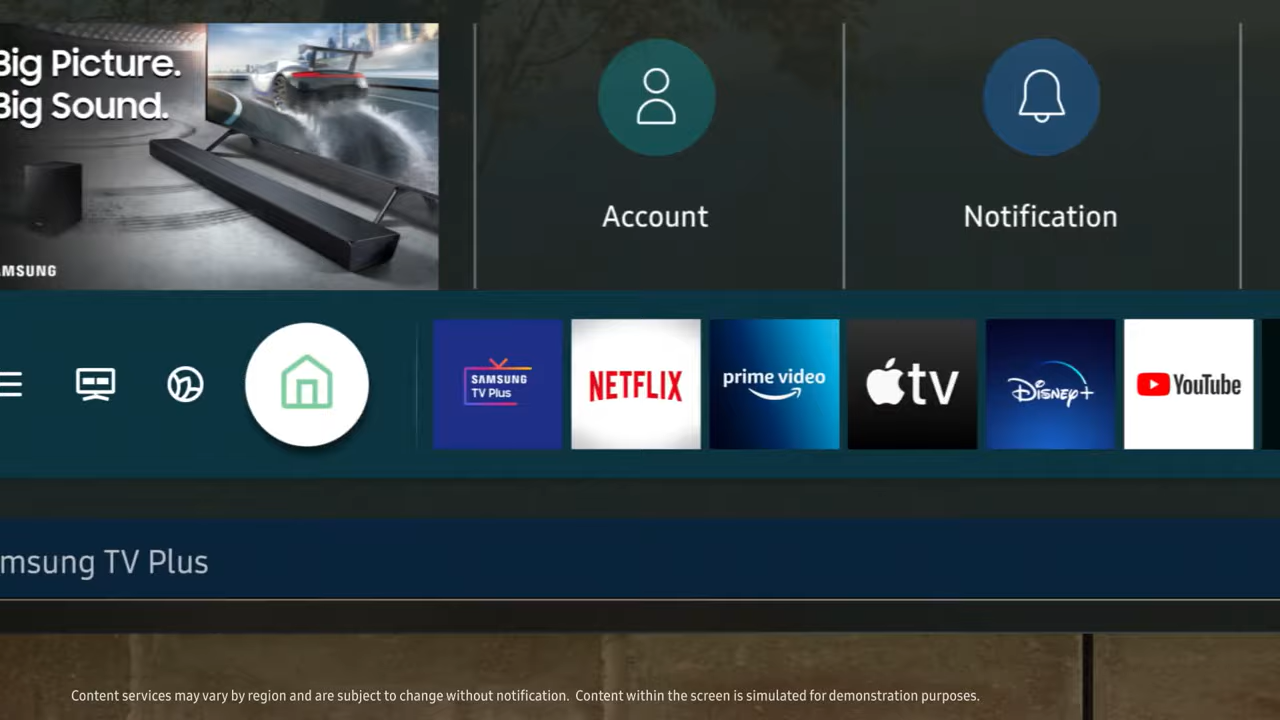 Big Picture.
Big Sound.
AMSUNG
Account
Notification
SAMSUNG
TV Plus
NETFLIX
prime video
tv
Disney+
YouTube
msung TV Plus
Content services may vary by region and are subject to change without notification. Content within the screen is simulated for demonstration purposes.